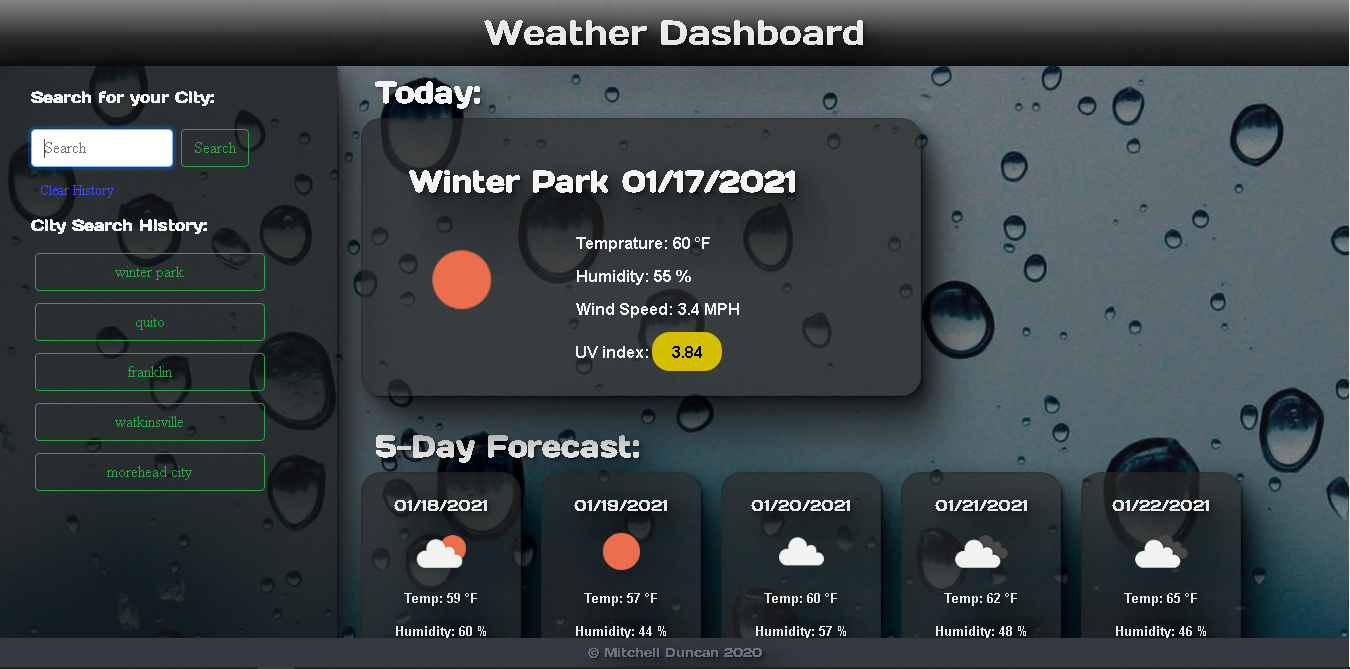 Weather Dashboard
Search for your City:
Search
Search
Clear History
City Search History:
winter park
quito
franklin
watkinsville
morehead city
Today:
Winter Park 01/17/2021
Temprature: 60 °F
Humidity: 55 %
Wind Speed: 3.4 MPH
UV index: 3.84
5-Day Forecast:
01/18/2021
Temp: 59 °F
Humidity: 60 %
01/19/2021
Temp: 57 °F
Humidity: 44 %
01/20/2021
Temp: 60 °F
Humidity: 57 %
01/21/2021
Temp: 62 °F
Humidity: 48 %
01/22/2021
Temp: 65 °F
Humidity: 46 %
© Mitchell Duncan 2020